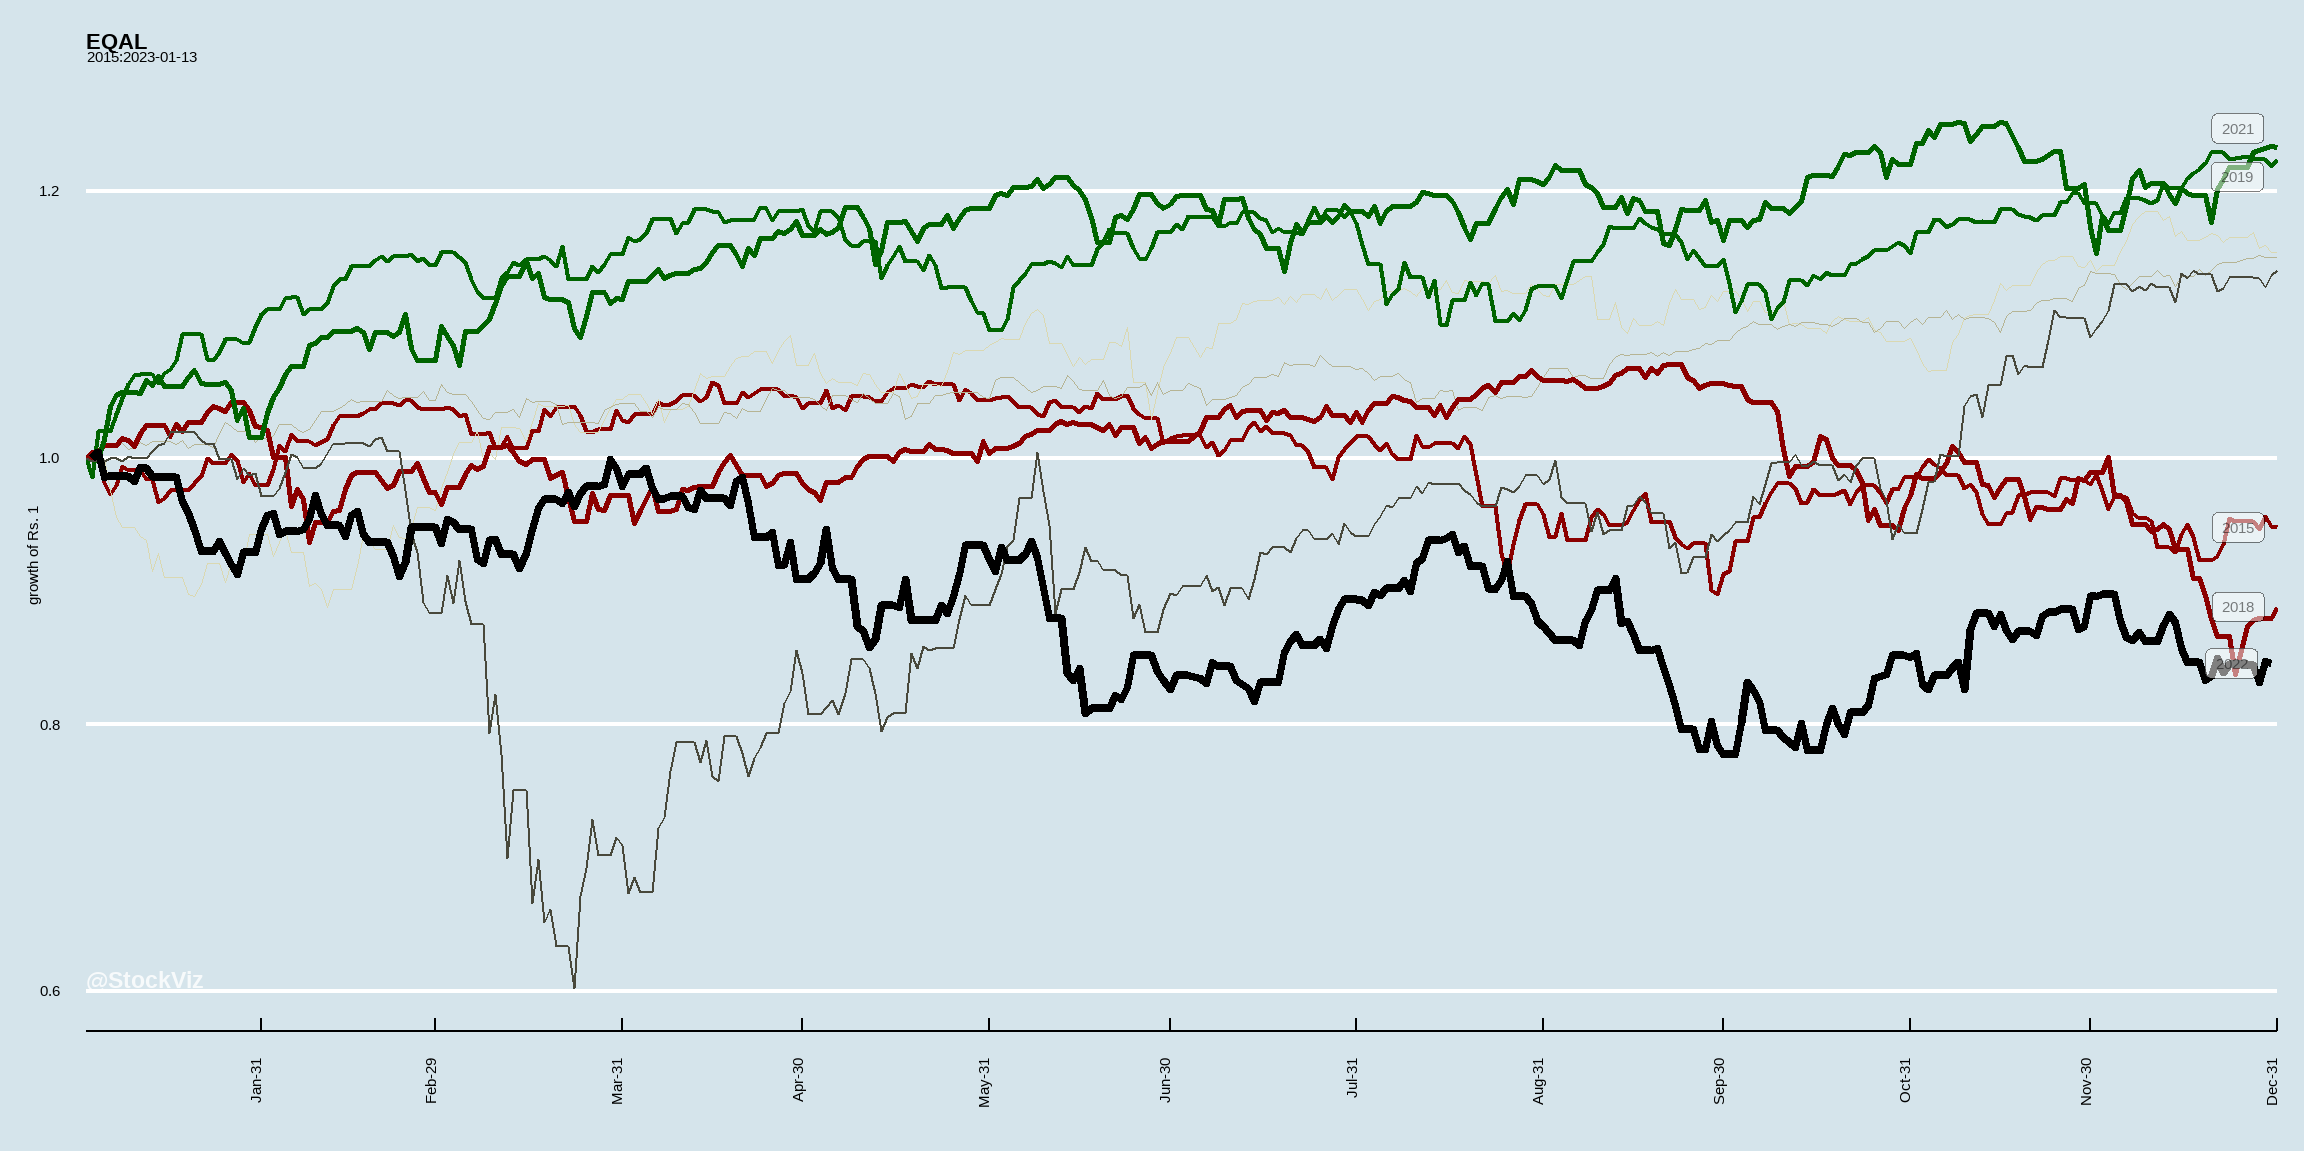 EQAL
2015:2023-01-13
2021
1.2
2019
1.0
growth of Rs. 1
2015
2018
2022
0.8
@StockViz
0.6
Jan-31
Feb-29
Mar-31
Apr-30
May-31
Jun-30
Jul-31
Aug-31
Sep-30
Oct-31
Nov-30
Dec-31